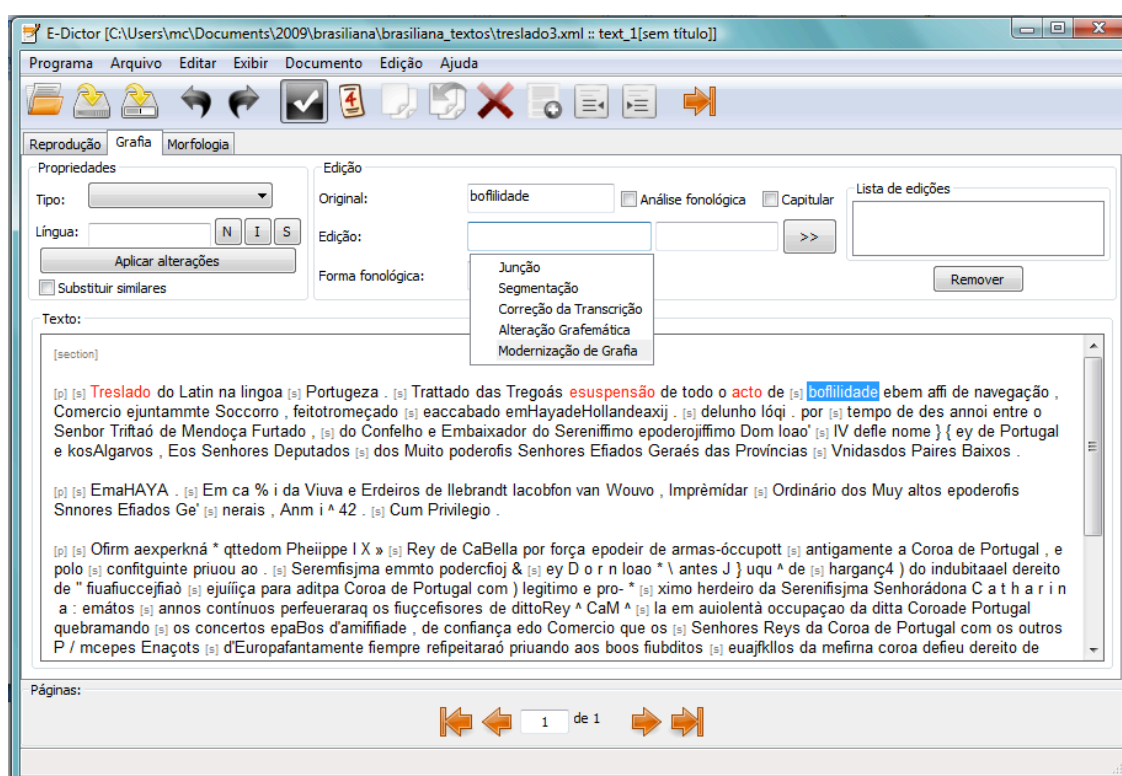 E-Dictor [C:\Users\mc\Documents\2009\brasiliana\brasiliana_textos\treslado3.xml :: text_1[sem título]]
Programa Arquivo Editar Exibir Documento Edição Ajuda
Reprodução Grafia Morfologia
Propriedades
Tipo:
Língua: N I S
Aplicar alterações
Substituir similares
Edição
Original: boflilidade Análise fonológica Capitular
Edição: >>
Forma fonológica:
Lista de edições
Remover
Junção
Segmentação
Correção da Transcrição
Alteração Grafemática
Modernização de Grafia
Texto:
[section]
[p] [s] Treslado do Latin na lingoa [s] Portugeza . [s] Trattado das Tregoás esuspensão de todo o acto de [s] boflilidade ebem affi de navegação ,
Comercio ejuntammte Soccorro , feitotromeçado [s] eaccabado emHayadeHollandeaxij . [s] delunho lóqi . por [s] tempo de des annoi entre o
Senbor Triftaó de Mendoça Furtado , [s] do Confelho e Embaixador do Sereniffimo epoderojiffimo Dom loao' [s] IV defle nome } { ey de Portugal
e kosAlgarvos , Eos Senhores Deputados [s] dos Muito poderofis Senhores Efiados Geraés das Províncias [s] Vnidasdos Paires Baixos .
[p] [s] EmaHAYA . [s] Em ca % i da Viuva e Erdeiros de llebrandt lacobfon van Wouvo , Imprèmídar [s] Ordinário dos Muy altos epoderofis
Snnores Efiados Ge' [s] nerais , Anm i ^ 42 . [s] Cum Privilegio .
[p] [s] Ofirm aexperkná * qttedom Pheiippe I X » [s] Rey de CaBella por força epodeir de armas-óccupott [s] antigamente a Coroa de Portugal , e
polo [s] confitguinte priuou ao . [s] Seremfisjma emmto podercfioj & [s] ey D o r n loao * \ antes J } uqu ^ de [s] harganç4 ) do indubitaael dereito
de " fiuafiuccejfiaò [s] ejuíiiça para aditpa Coroa de Portugal com ) legitimo e pro- * [s] ximo herdeiro da Serenifisjma Senhorádona C a t h a r i n
a : emátos [s] annos contínuos perfeueraraq os fiuçcefisores de dittoRey ^ CaM ^ [s] la em auiolentà occupaçao da ditta Coroade Portugal
quebramando [s] os concertos epaBos d'amififiade , de confiança edo Comercio que os [s] Senhores Reys da Coroa de Portugal com os outros
P / mcepes Enaçots [s] d'Europafantamente fiempre refipeitaraó priuando aos boos fiubditos [s] euajfkllos da mefirna coroa defieu dereito de
Páginas:
1 de 1